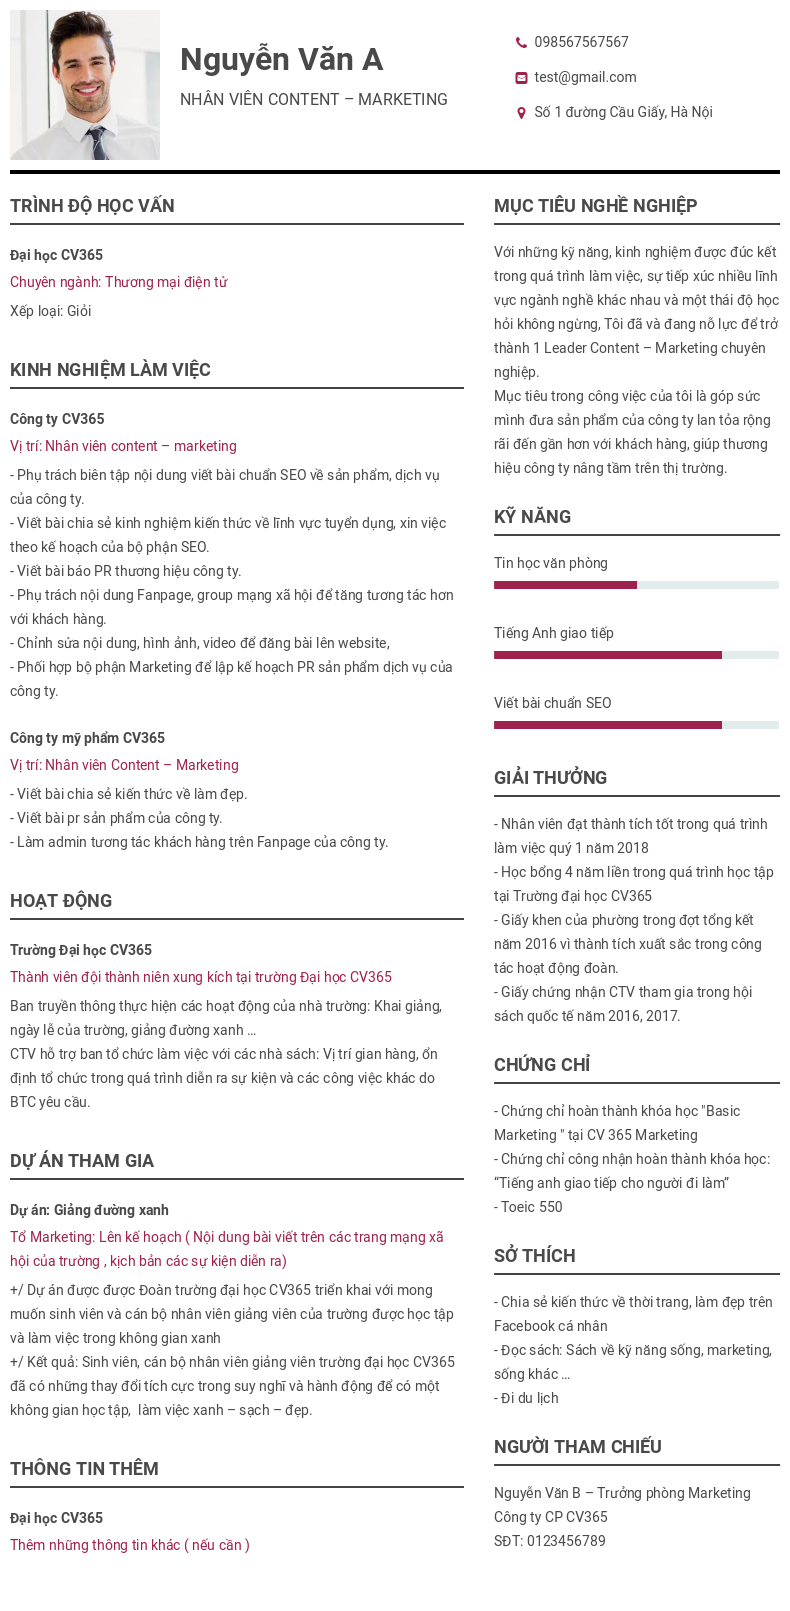 Nguyễn Văn A
NHÂN VIÊN CONTENT – MARKETING
098567567567
test@gmail.com
Số 1 đường Cầu Giấy, Hà Nội
TRÌNH ĐỘ HỌC VẤN
Đại học CV365
Chuyên ngành: Thương mại điện tử
Xếp loại: Giỏi
KINH NGHIỆM LÀM VIỆC
Công ty CV365
Vị trí: Nhân viên content – marketing
- Phụ trách biên tập nội dung viết bài chuẩn SEO về sản phẩm, dịch vụ
của công ty.
- Viết bài chia sẻ kinh nghiệm kiến thức về lĩnh vực tuyển dụng, xin việc
theo kế hoạch của bộ phận SEO.
- Viết bài báo PR thương hiệu công ty.
- Phụ trách nội dung Fanpage, group mạng xã hội để tăng tương tác hơn
với khách hàng.
- Chỉnh sửa nội dung, hình ảnh, video để đăng bài lên website,
- Phối hợp bộ phận Marketing để lập kế hoạch PR sản phẩm dịch vụ của
công ty.
Công ty mỹ phẩm CV365
Vị trí: Nhân viên Content – Marketing
- Viết bài chia sẻ kiến thức về làm đẹp.
- Viết bài pr sản phẩm của công ty.
- Làm admin tương tác khách hàng trên Fanpage của công ty.
HOẠT ĐỘNG
Trường Đại học CV365
Thành viên đội thành niên xung kích tại trường Đại học CV365
Ban truyền thông thực hiện các hoạt động của nhà trường: Khai giảng,
ngày lễ của trường, giảng đường xanh ...
CTV hỗ trợ ban tổ chức làm việc với các nhà sách: Vị trí gian hàng, ổn
định tổ chức trong quá trình diễn ra sự kiện và các công việc khác do
BTC yêu cầu.
DỰ ÁN THAM GIA
Dự án: Giảng đường xanh
Tổ Marketing: Lên kế hoạch ( Nội dung bài viết trên các trang mạng xã
hội của trường , kịch bản các sự kiện diễn ra)
+/ Dự án được được Đoàn trường đại học CV365 triển khai với mong
muốn sinh viên và cán bộ nhân viên giảng viên của trường được học tập
và làm việc trong không gian xanh
+/ Kết quả: Sinh viên, cán bộ nhân viên giảng viên trường đại học CV365
đã có những thay đổi tích cực trong suy nghĩ và hành động để có một
không gian học tập,  làm việc xanh – sạch – đẹp.
THÔNG TIN THÊM
Đại học CV365
Thêm những thông tin khác ( nếu cần )
MỤC TIÊU NGHỀ NGHIỆP
Với những kỹ năng, kinh nghiệm được đúc kết
trong quá trình làm việc, sự tiếp xúc nhiều lĩnh
vực ngành nghề khác nhau và một thái độ học
hỏi không ngừng, Tôi đã và đang nỗ lực để trở
thành 1 Leader Content – Marketing chuyên
nghiệp.
Mục tiêu trong công việc của tôi là góp sức
mình đưa sản phẩm của công ty lan tỏa rộng
rãi đến gần hơn với khách hàng, giúp thương
hiệu công ty nâng tầm trên thị trường.
KỸ NĂNG
Tin học văn phòng
Tiếng Anh giao tiếp
Viết bài chuẩn SEO
GIẢI THƯỞNG
- Nhân viên đạt thành tích tốt trong quá trình
làm việc quý 1 năm 2018
- Học bổng 4 năm liền trong quá trình học tập
tại Trường đại học CV365
- Giấy khen của phường trong đợt tổng kết
năm 2016 vì thành tích xuất sắc trong công
tác hoạt động đoàn.
- Giấy chứng nhận CTV tham gia trong hội
sách quốc tế năm 2016, 2017.
CHỨNG CHỈ
- Chứng chỉ hoàn thành khóa học "Basic
Marketing " tại CV 365 Marketing
- Chứng chỉ công nhận hoàn thành khóa học:
“Tiếng anh giao tiếp cho người đi làm”
- Toeic 550
SỞ THÍCH
- Chia sẻ kiến thức về thời trang, làm đẹp trên
Facebook cá nhân
- Đọc sách: Sách về kỹ năng sống, marketing,
sống khác ...
- Đi du lịch
NGƯỜI THAM CHIẾU
Nguyễn Văn B – Trưởng phòng Marketing
Công ty CP CV365
SĐT: 0123456789